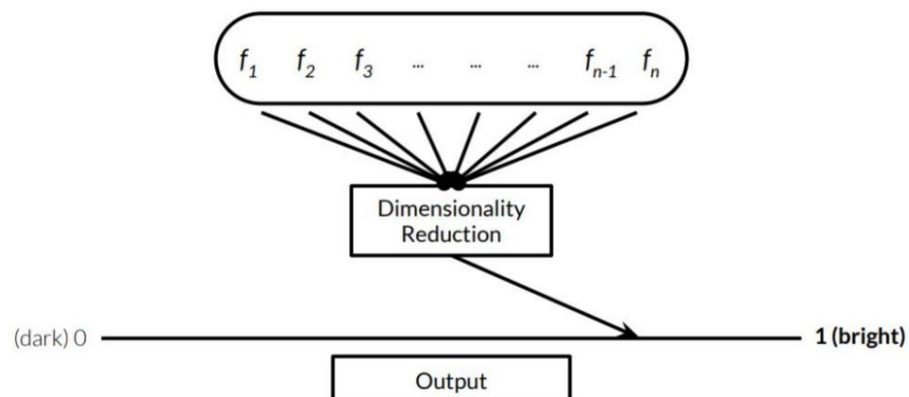 f1 f2 f3 ... ... ... fn-1 fn
Dimensionality
Reduction
(dark) 0 1 (bright)
Output